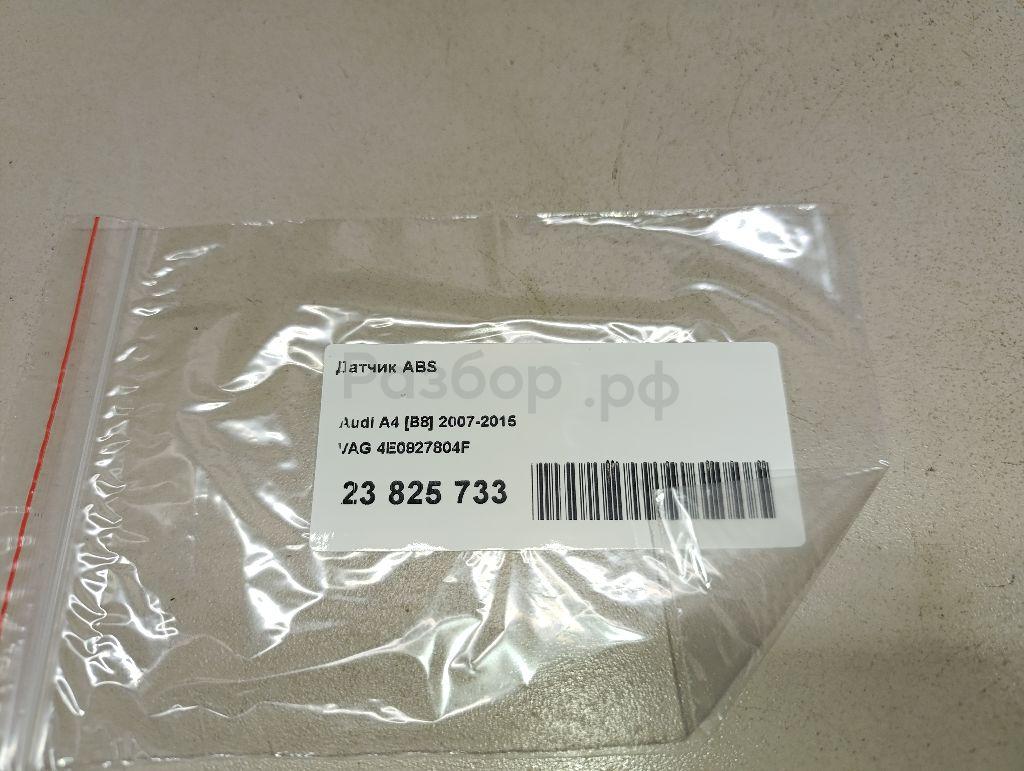 Датчик ABS
Разбор.рф
Audi A4 [B8] 2007-2015
VAG 4E0927804F
23 825 733